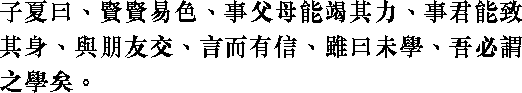 子夏曰、賢賢易色、事父母能竭其力、事君能致
其身、與朋友交、言而有信、雖曰未學、吾必謂
之學矣。